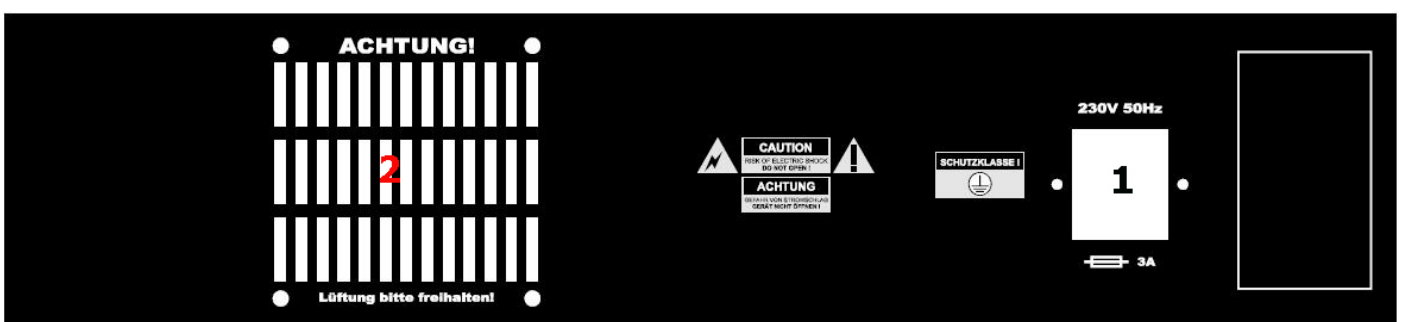 ACHTUNG!
2
Lüftung bitte freihalten!
CAUTION
RISK OF ELECTRIC SHOCK
DO NOT OPEN !
ACHTUNG
GEFAHR VON STROMSCHLAG
GERÄT NICHT ÖFFNEN !
SCHUTZKLASSE I
230V 50Hz
1
3A